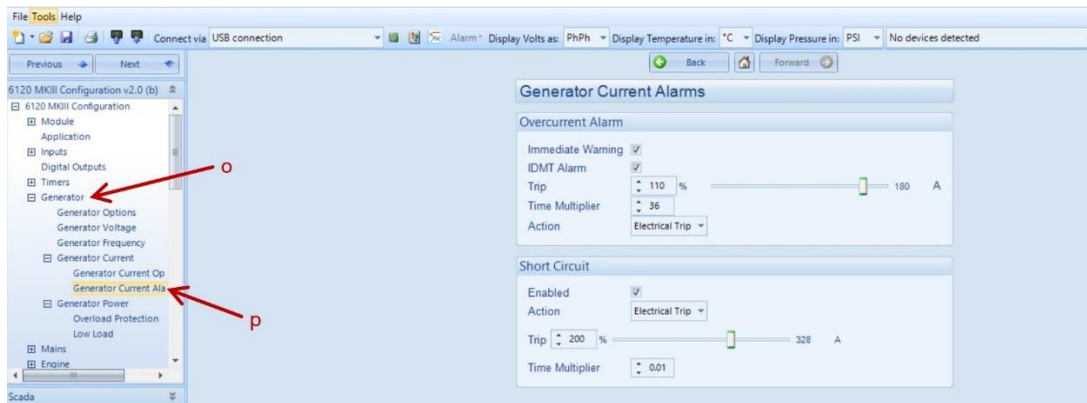 File Tools Help
Connect via USB connection Alarm Display Volts as: PhPh Display Temperature in: °C Display Pressure in: PSI No devices detected
Previous Next Back Forward
6120 MKIII Configuration v2.0 (b)
6120 MKIII Configuration
Module
Application
Inputs
Digital Outputs
Timers
Generator
Generator Options
Generator Voltage
Generator Frequency
Generator Current
Generator Current Op
Generator Current Ala
Generator Power
Overload Protection
Low Load
Mains
Engine
Scada
o
p
Generator Current Alarms
Overcurrent Alarm
Immediate Warning
IDMT Alarm
Trip 110 % 180 A
Time Multiplier 36
Action Electrical Trip
Short Circuit
Enabled
Action Electrical Trip
Trip 200 % 328 A
Time Multiplier 0.01